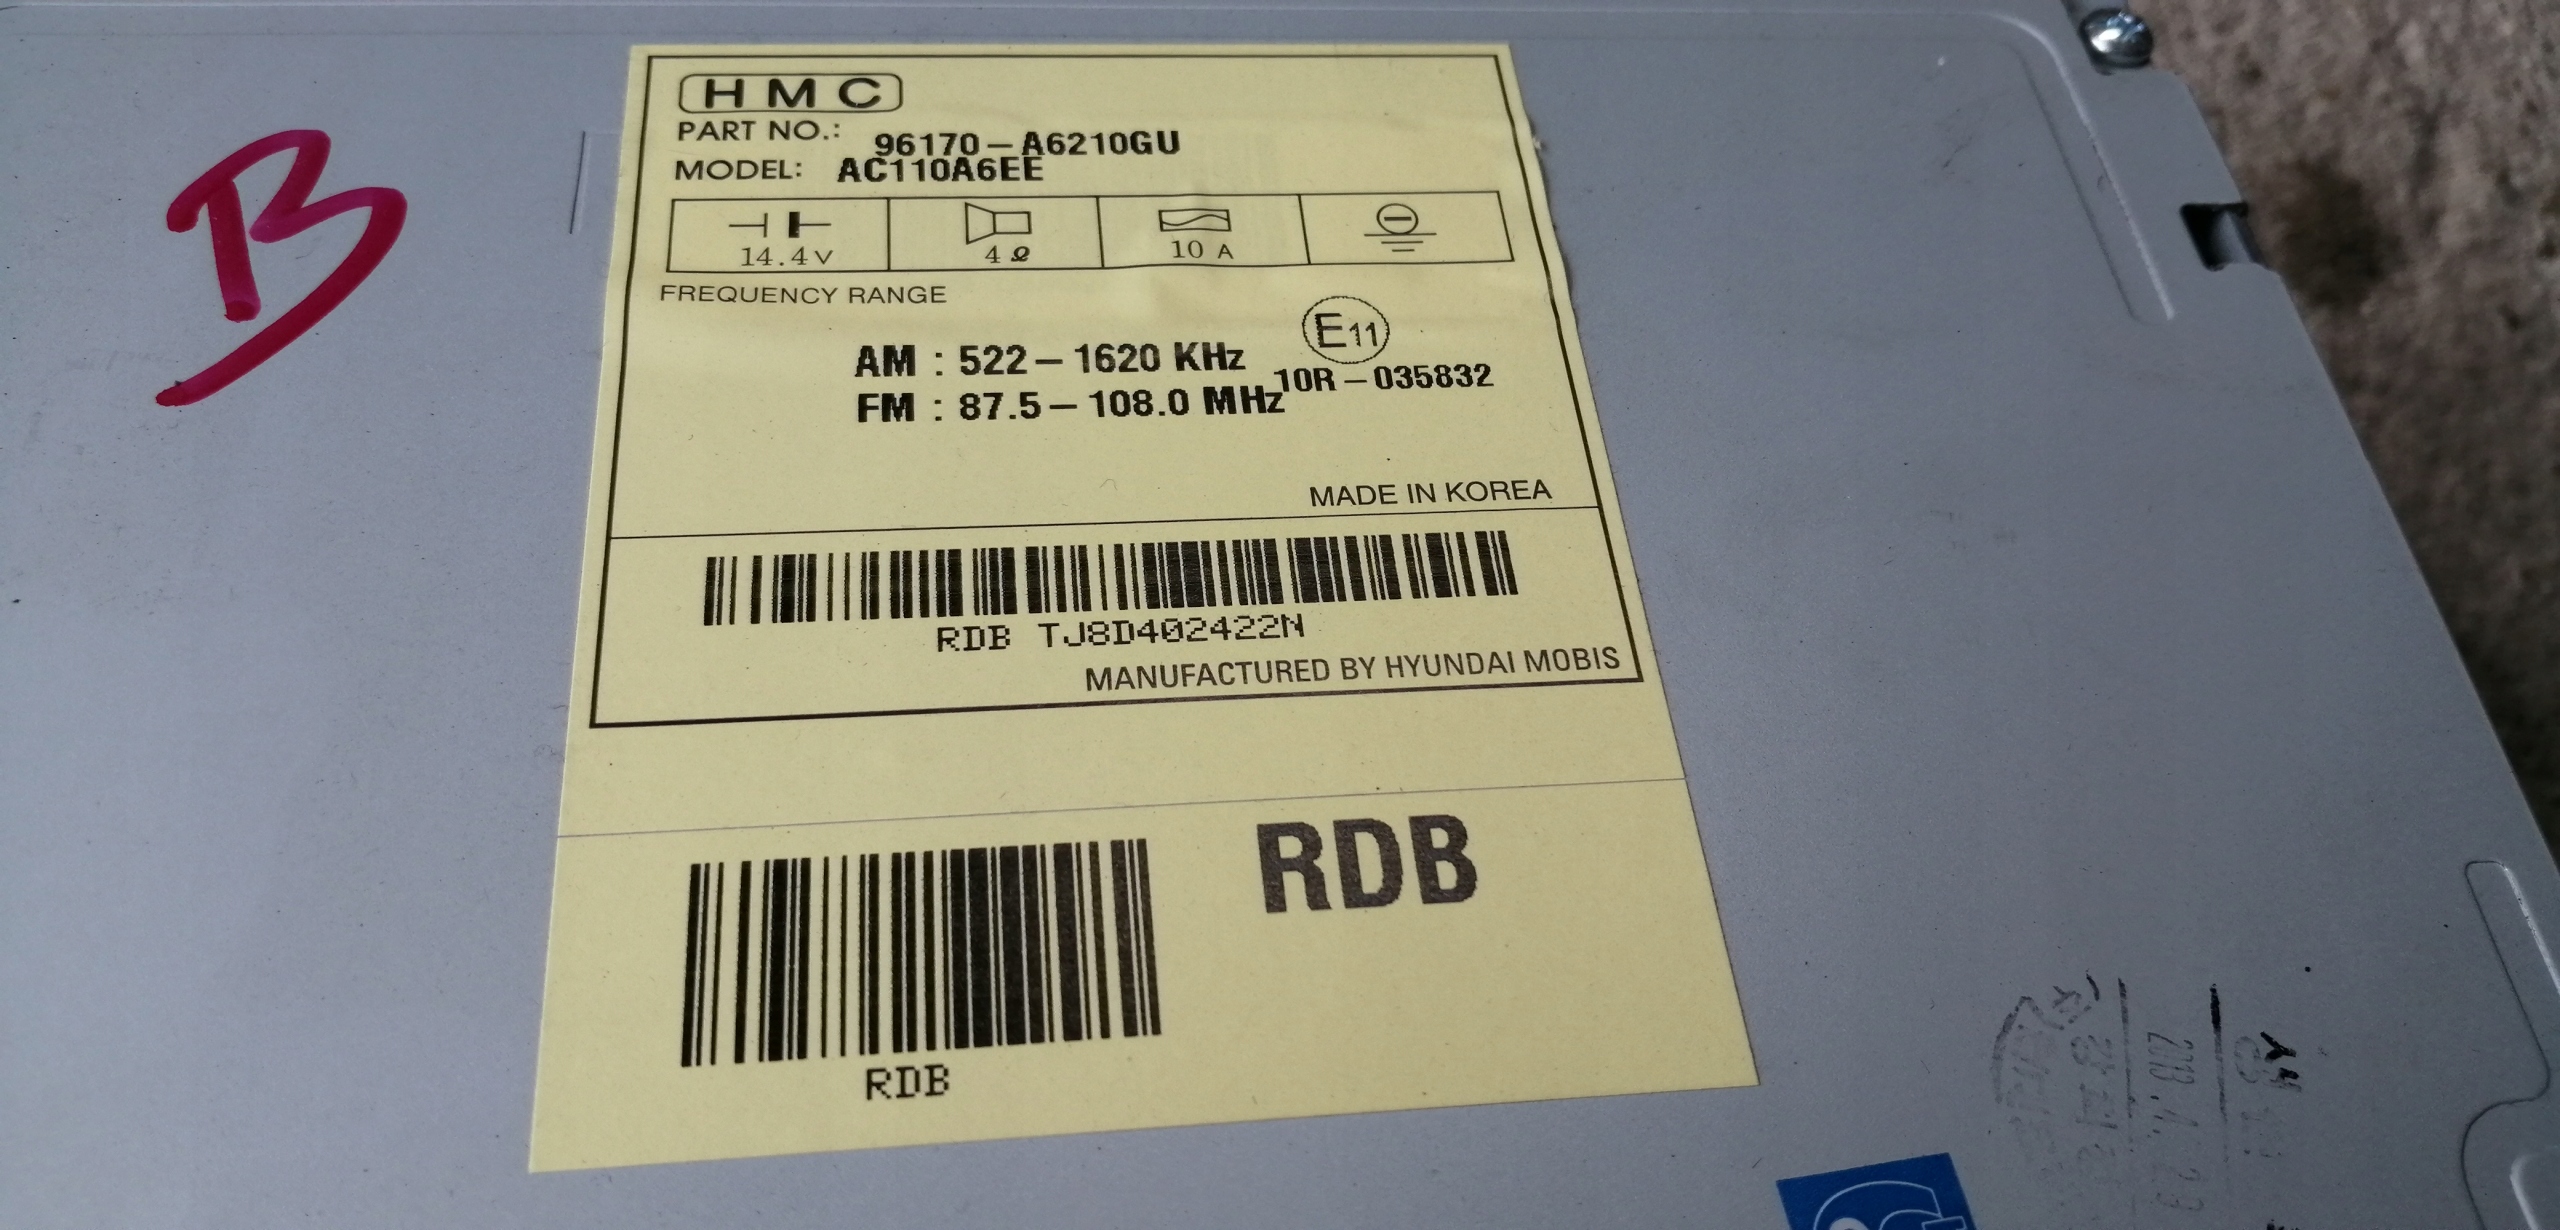 B
HMC
PART NO.: 96170-A6210GU
MODEL: AC110A6EE
14.4V 4Ω 10 A
FREQUENCY RANGE
E11
AM : 522-1620 KHz
10R-035832
FM : 87.5-108.0 MHz
MADE IN KOREA
RDB TJ8D402422N
MANUFACTURED BY HYUNDAI MOBIS
RDB
RDB